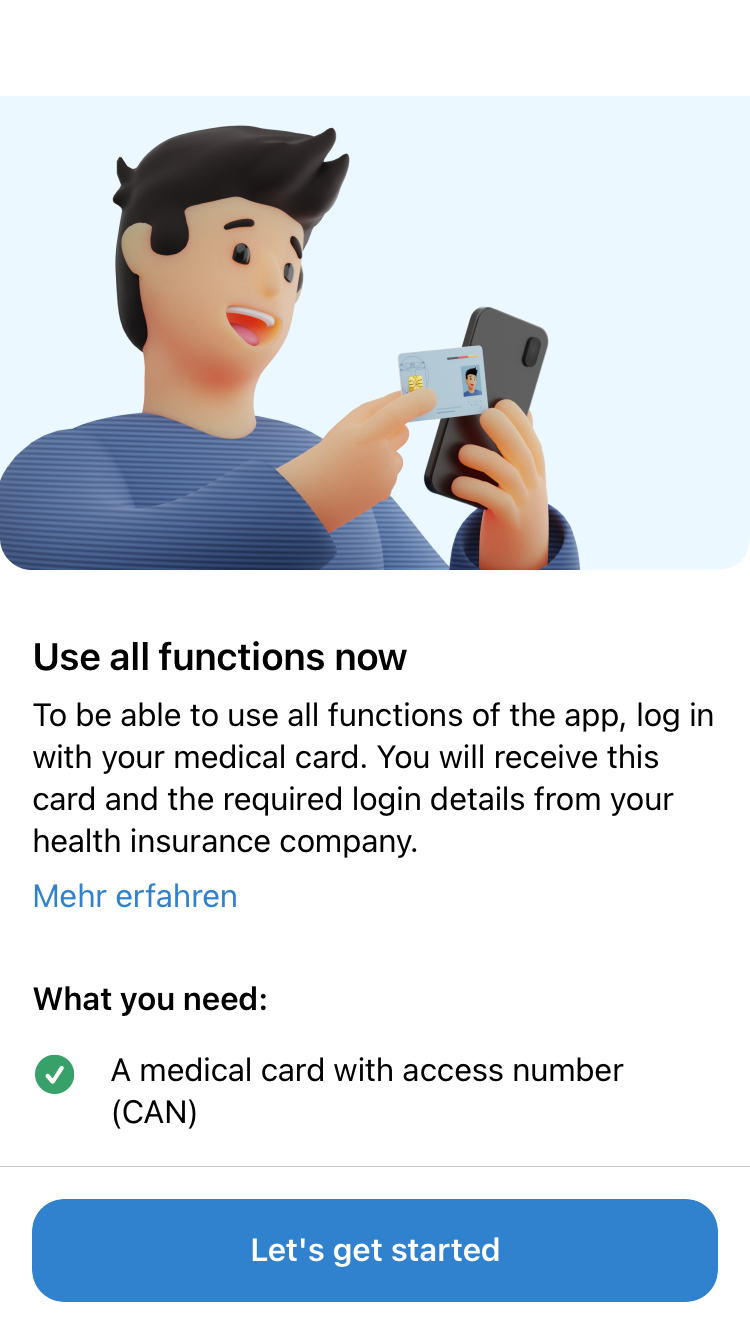 Use all functions now
To be able to use all functions of the app, log in
with your medical card. You will receive this
card and the required login details from your
health insurance company.
Mehr erfahren
What you need:
A medical card with access number
(CAN)
Let's get started